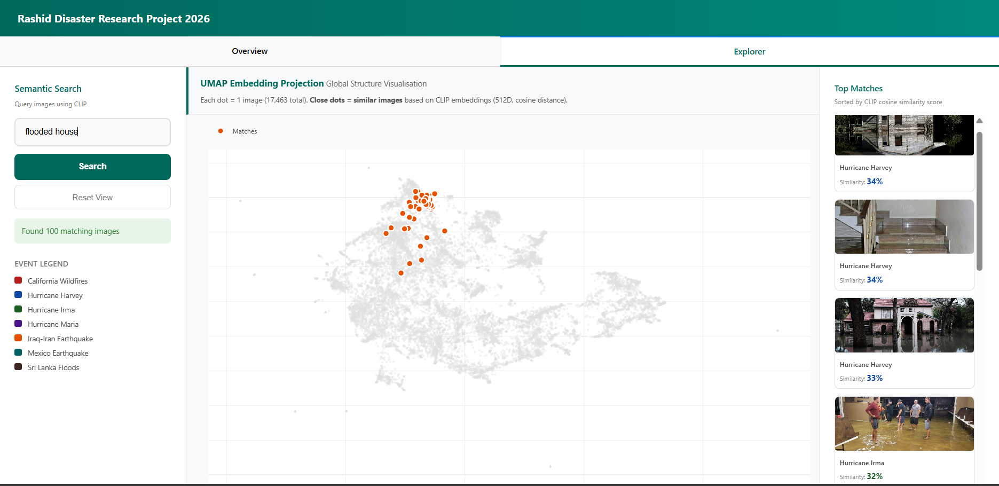 Rashid Disaster Research Project 2026
Overview
Explorer
Semantic Search
Query images using CLIP
flooded house
Search
Reset View
Found 100 matching images
EVENT LEGEND
California Wildfires
Hurricane Harvey
Hurricane Irma
Hurricane Maria
Iraq-Iran Earthquake
Mexico Earthquake
Sri Lanka Floods
UMAP Embedding Projection Global Structure Visualisation
Each dot = 1 image (17,463 total). Close dots = similar images based on CLIP embeddings (512D, cosine distance).
Matches
Top Matches
Sorted by CLIP cosine similarity score
Hurricane Harvey
Similarity: 34%
Hurricane Harvey
Similarity: 34%
Hurricane Harvey
Similarity: 33%
Hurricane Irma
Similarity: 32%